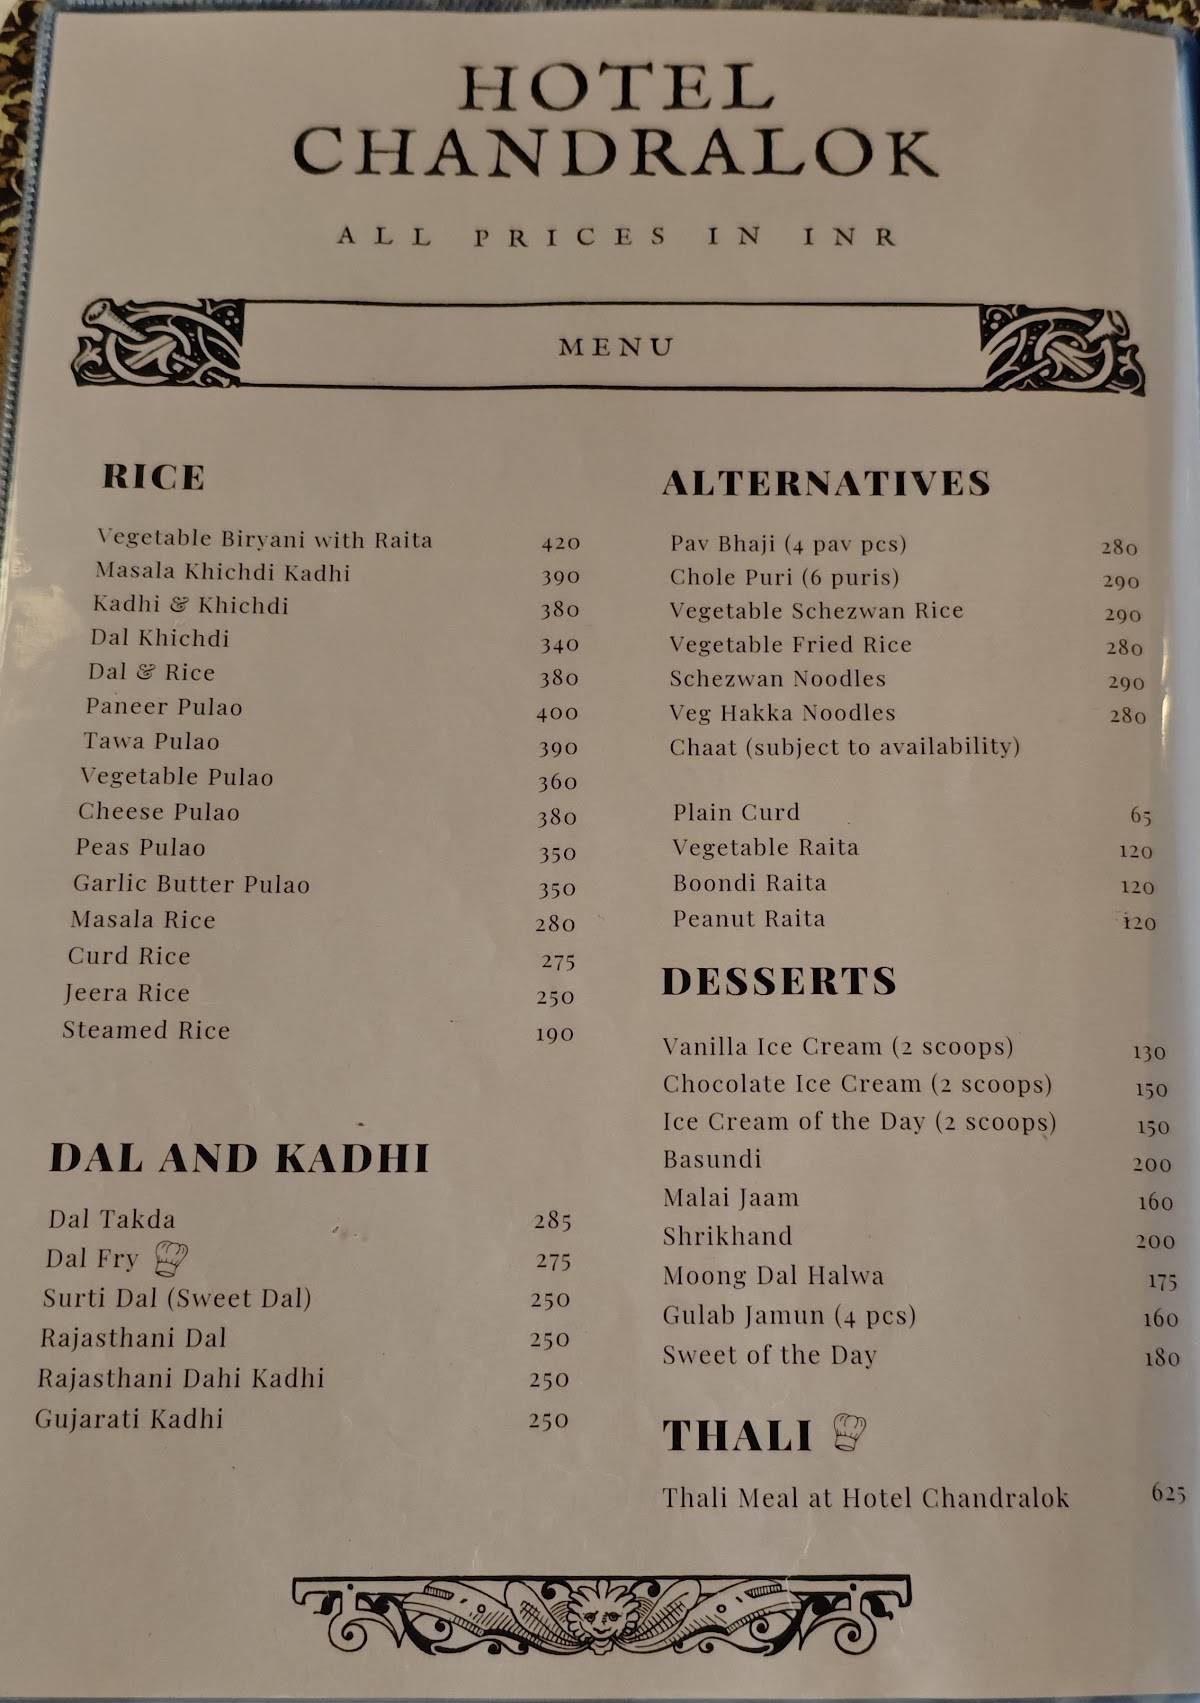 HOTEL
CHANDRALOK
ALL PRICES IN INR
MENU
RICE
Vegetable Biryani with Raita 420
Masala Khichdi Kadhi 390
Kadhi & Khichdi 380
Dal Khichdi 340
Dal & Rice 380
Paneer Pulao 400
Tawa Pulao 390
Vegetable Pulao 360
Cheese Pulao 380
Peas Pulao 350
Garlic Butter Pulao 350
Masala Rice 280
Curd Rice 275
Jeera Rice 250
Steamed Rice 190
DAL AND KADHI
Dal Takda 285
Dal Fry 275
Surti Dal (Sweet Dal) 250
Rajasthani Dal 250
Rajasthani Dahi Kadhi 250
Gujarati Kadhi 250
ALTERNATIVES
Pav Bhaji (4 pav pcs) 280
Chole Puri (6 puris) 290
Vegetable Schezwan Rice 290
Vegetable Fried Rice 280
Schezwan Noodles 290
Veg Hakka Noodles 280
Chaat (subject to availability)
Plain Curd 65
Vegetable Raita 120
Boondi Raita 120
Peanut Raita 120
DESSERTS
Vanilla Ice Cream (2 scoops) 130
Chocolate Ice Cream (2 scoops) 150
Ice Cream of the Day (2 scoops) 150
Basundi 200
Malai Jaam 160
Shrikhand 200
Moong Dal Halwa 175
Gulab Jamun (4 pcs) 160
Sweet of the Day 180
THALI
Thali Meal at Hotel Chandralok 625